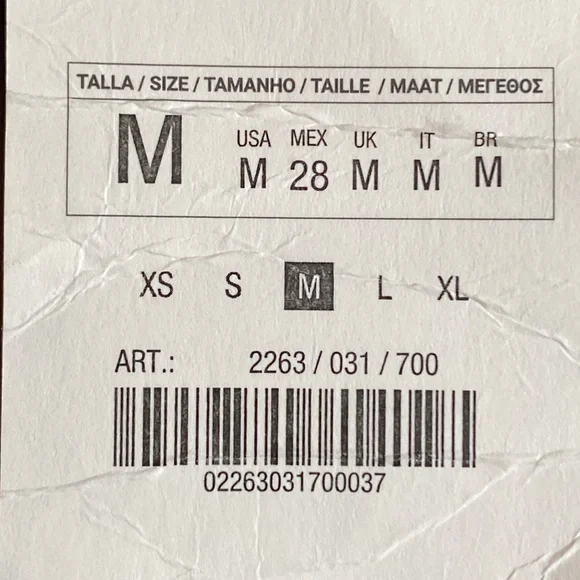 TALLA / SIZE / TAMANHO / TAILLE / MAAT / ΜΕΓΕΘΟΣ
M
USA MEX UK IT BR
M 28 M M M
XS S M L XL
ART.: 2263 / 031 / 700
02263031700037